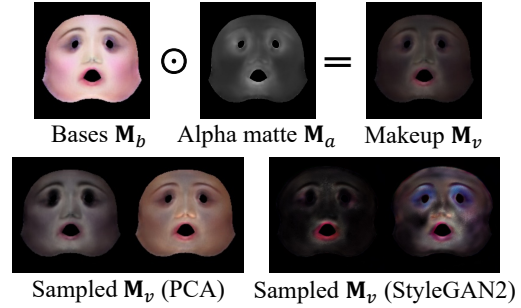 ⊙ =
Bases M_b Alpha matte M_a Makeup M_v
Sampled M_v (PCA) Sampled M_v (StyleGAN2)